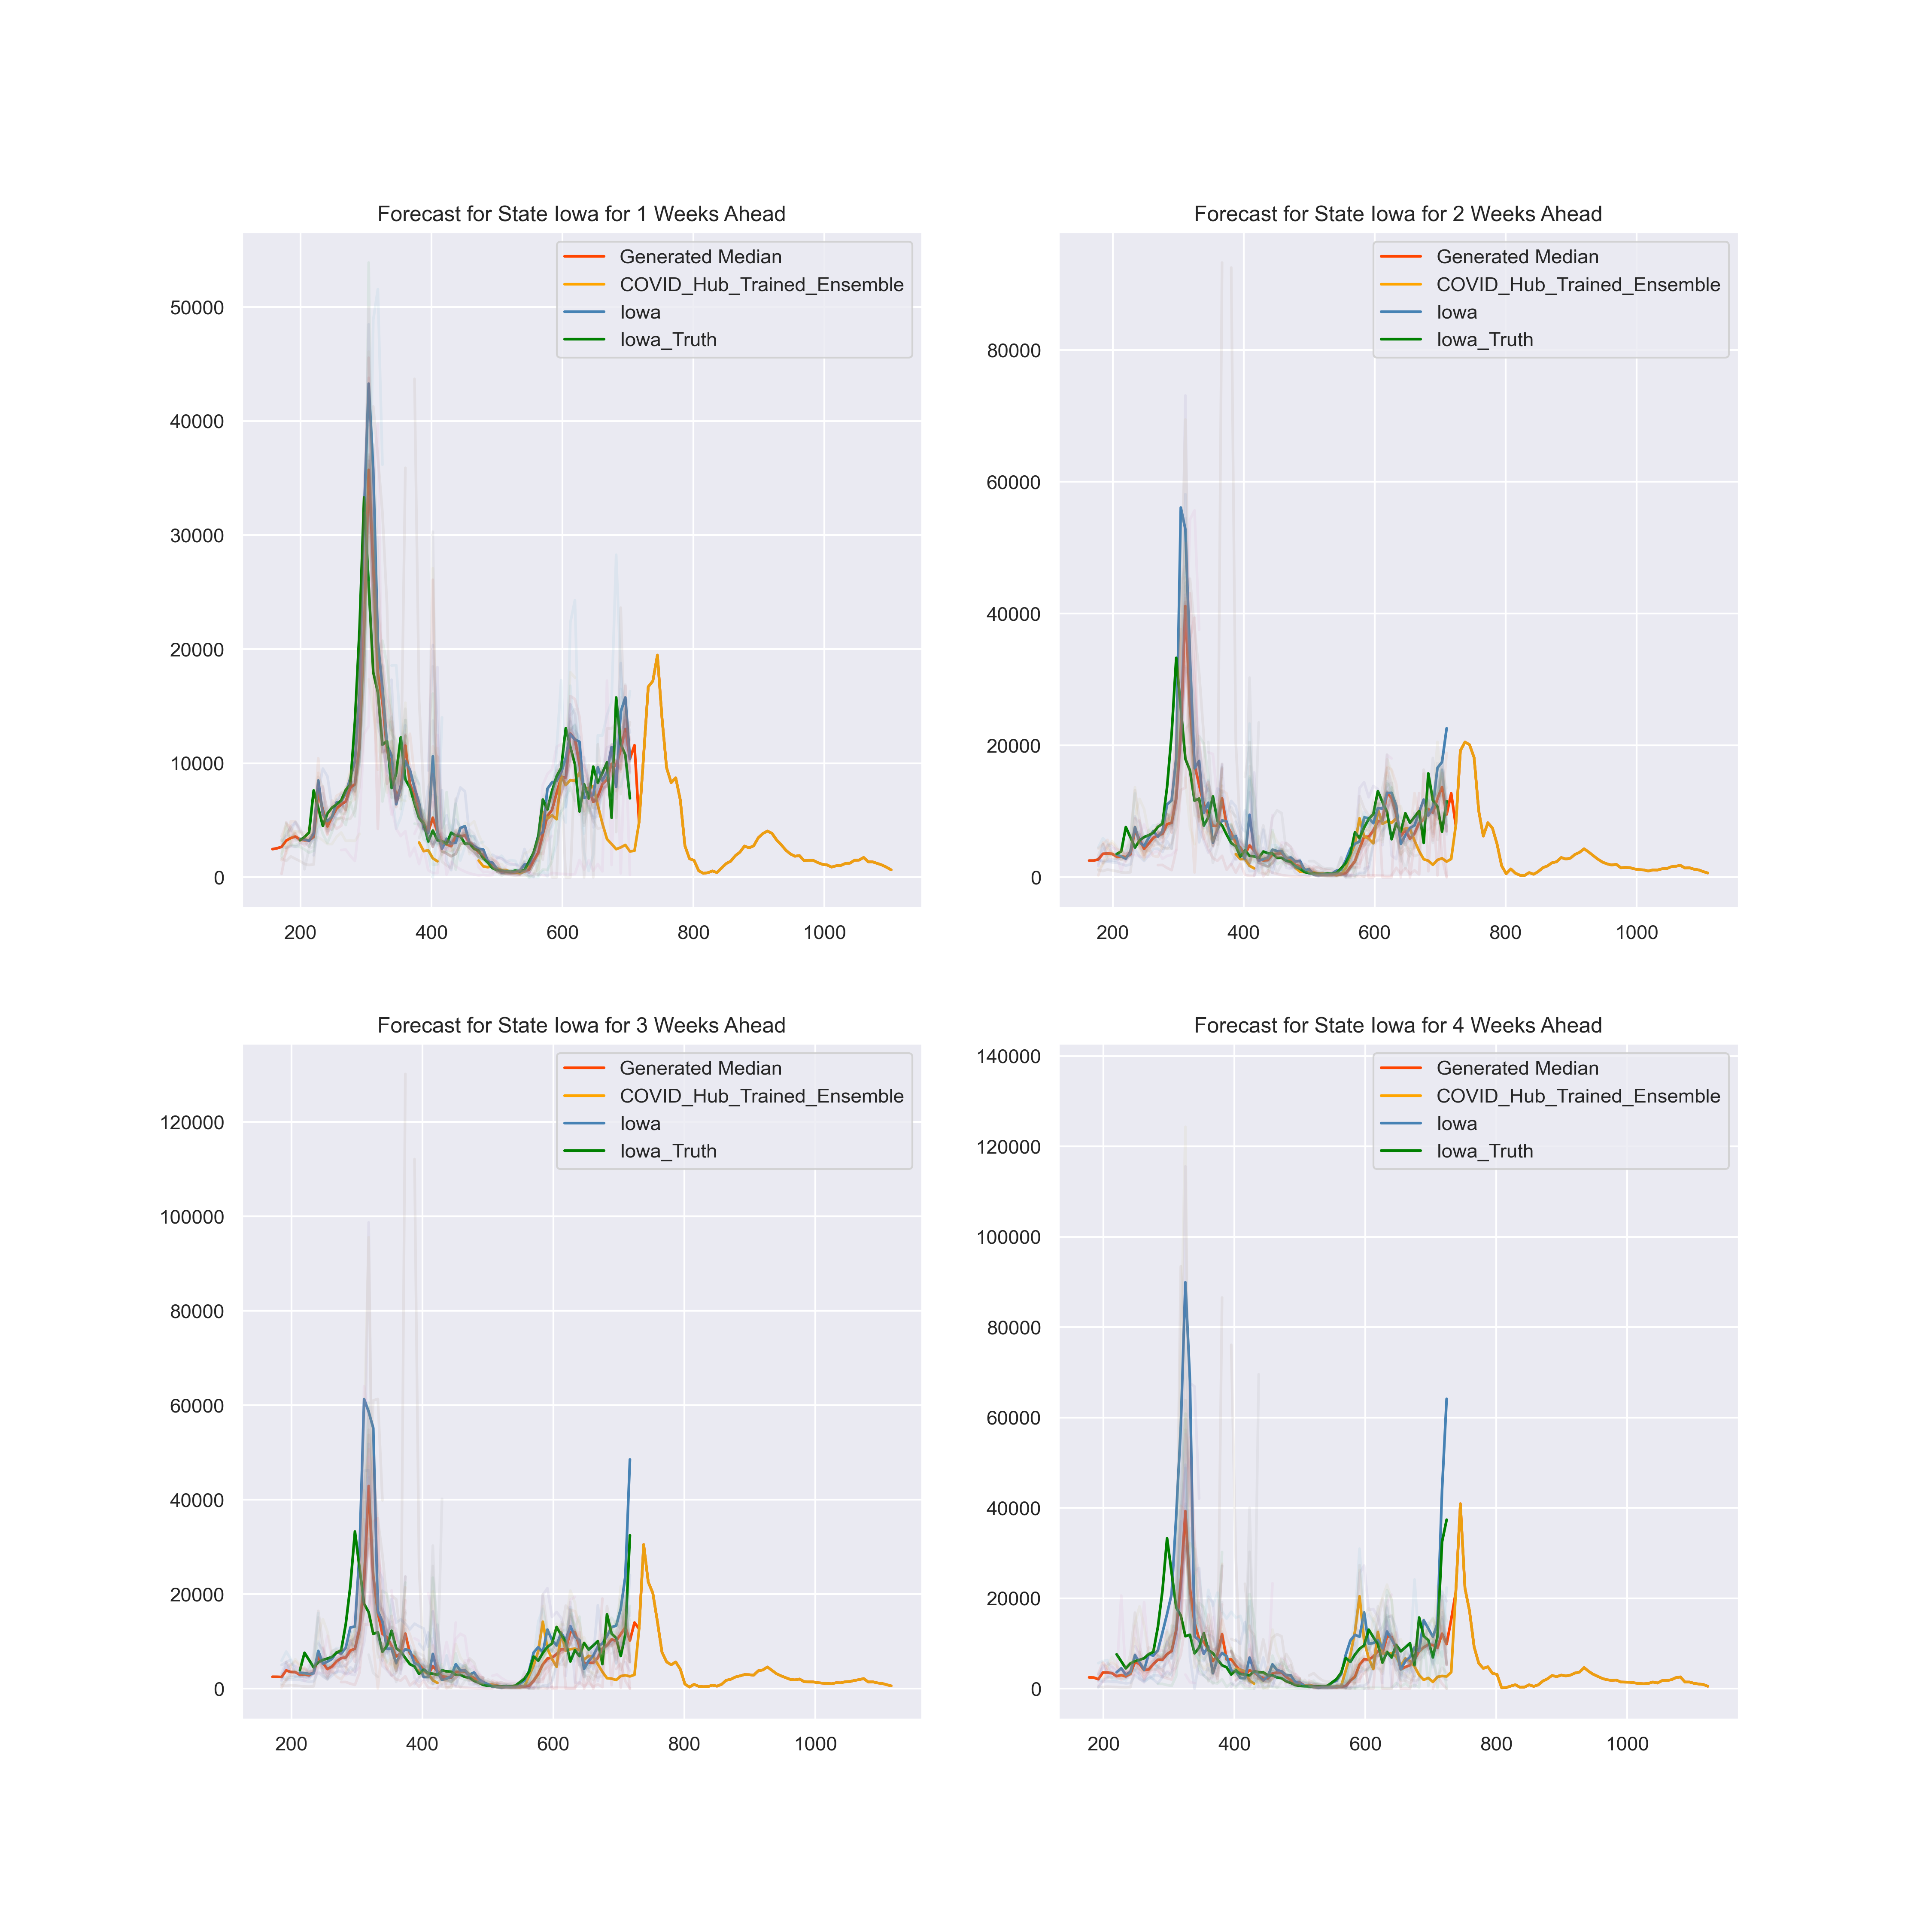 Forecast for State Iowa for 1 Weeks Ahead
Generated Median
COVID_Hub_Trained_Ensemble
Iowa
Iowa_Truth
50000
40000
30000
20000
10000
0
200 400 600 800 1000
Forecast for State Iowa for 2 Weeks Ahead
Generated Median
COVID_Hub_Trained_Ensemble
Iowa
Iowa_Truth
80000
60000
40000
20000
0
200 400 600 800 1000
Forecast for State Iowa for 3 Weeks Ahead
Generated Median
COVID_Hub_Trained_Ensemble
Iowa
Iowa_Truth
120000
100000
80000
60000
40000
20000
0
200 400 600 800 1000
Forecast for State Iowa for 4 Weeks Ahead
Generated Median
COVID_Hub_Trained_Ensemble
Iowa
Iowa_Truth
140000
120000
100000
80000
60000
40000
20000
0
200 400 600 800 1000